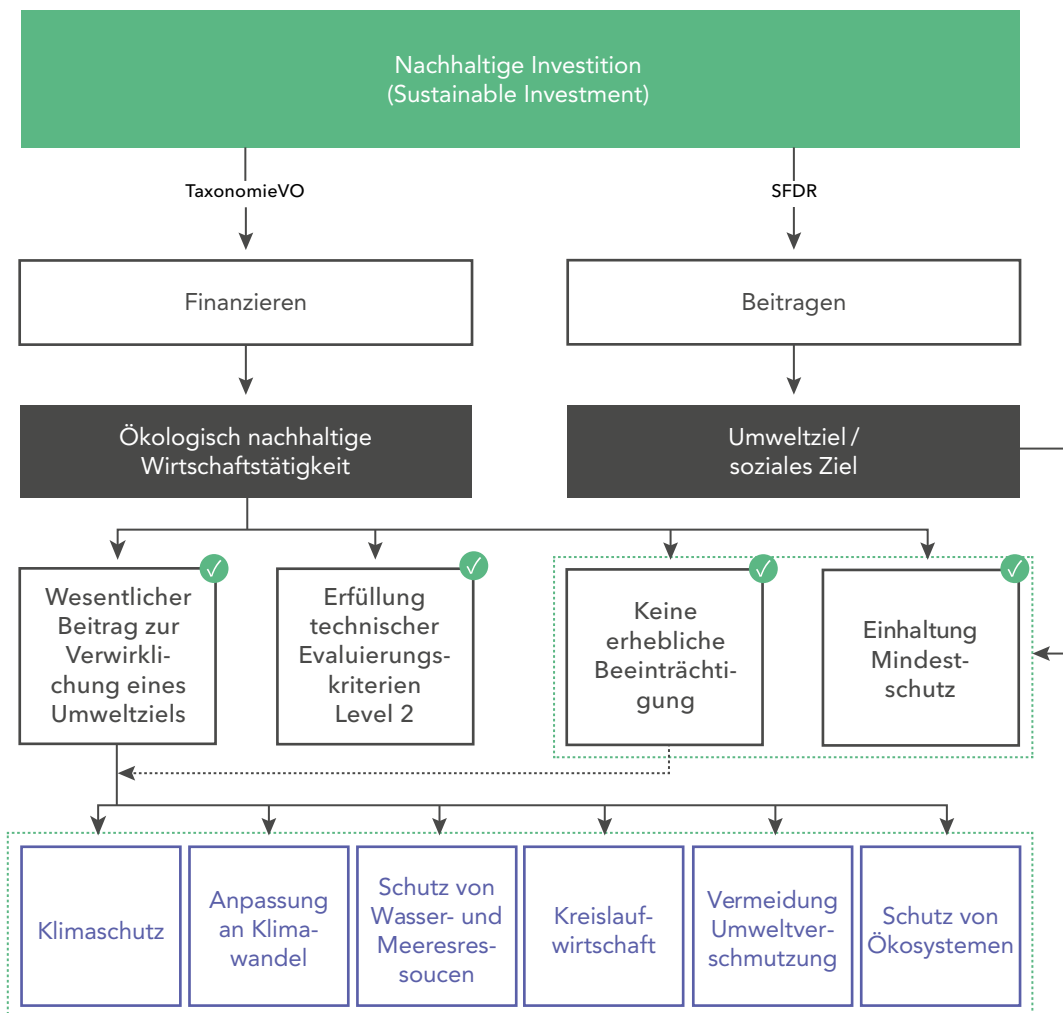 Nachhaltige Investition
(Sustainable Investment)
TaxonomieVO
SFDR
Finanzieren
Beitragen
Ökologisch nachhaltige
Wirtschaftstätigkeit
Umweltziel /
soziales Ziel
Wesentlicher
Beitrag zur
Verwirkli-
chung eines
Umweltziels
Erfüllung
technischer
Evaluierungs-
kriterien
Level 2
Keine
erhebliche
Beeinträchti-
gung
Einhaltung
Mindest-
schutz
Klimaschutz
Anpassung
an Klima-
wandel
Schutz von
Wasser- und
Meeresres-
soucen
Kreislauf-
wirtschaft
Vermeidung
Umweltver-
schmutzung
Schutz von
Ökosystemen